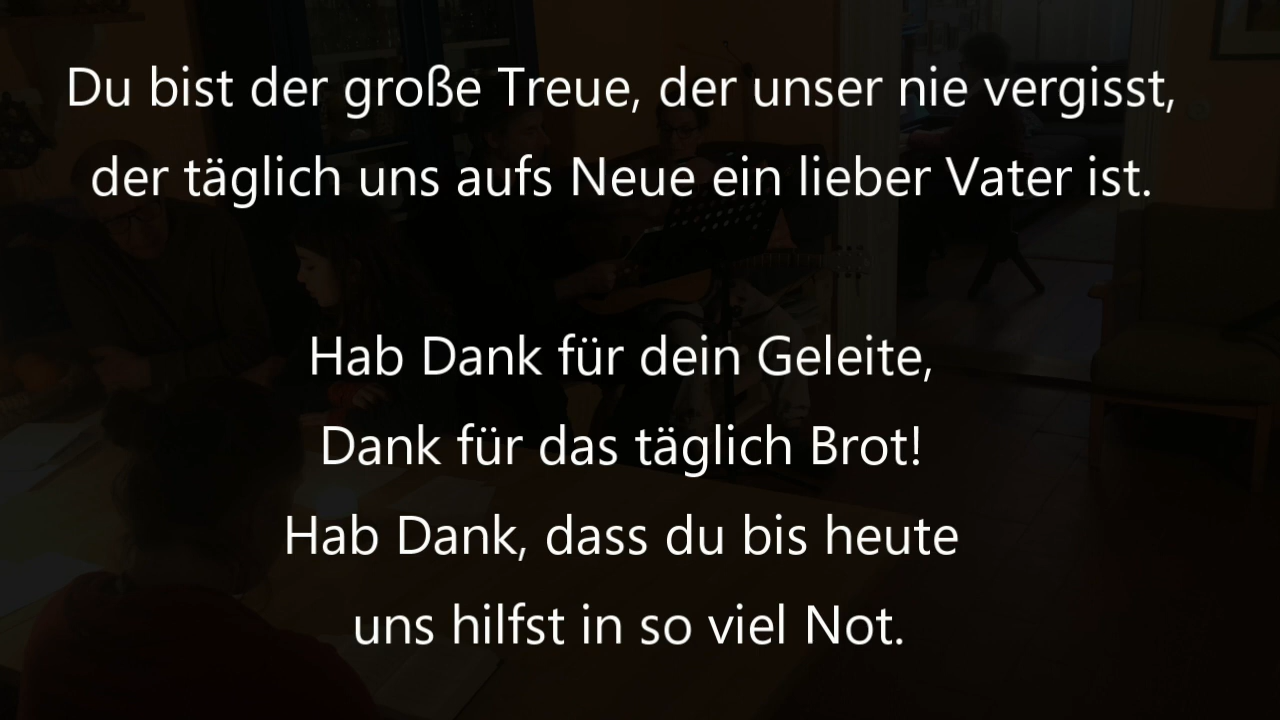 Du bist der große Treue, der unser nie vergisst,
der täglich uns aufs Neue ein lieber Vater ist.
Hab Dank für dein Geleite,
Dank für das täglich Brot!
Hab Dank, dass du bis heute
uns hilfst in so viel Not.